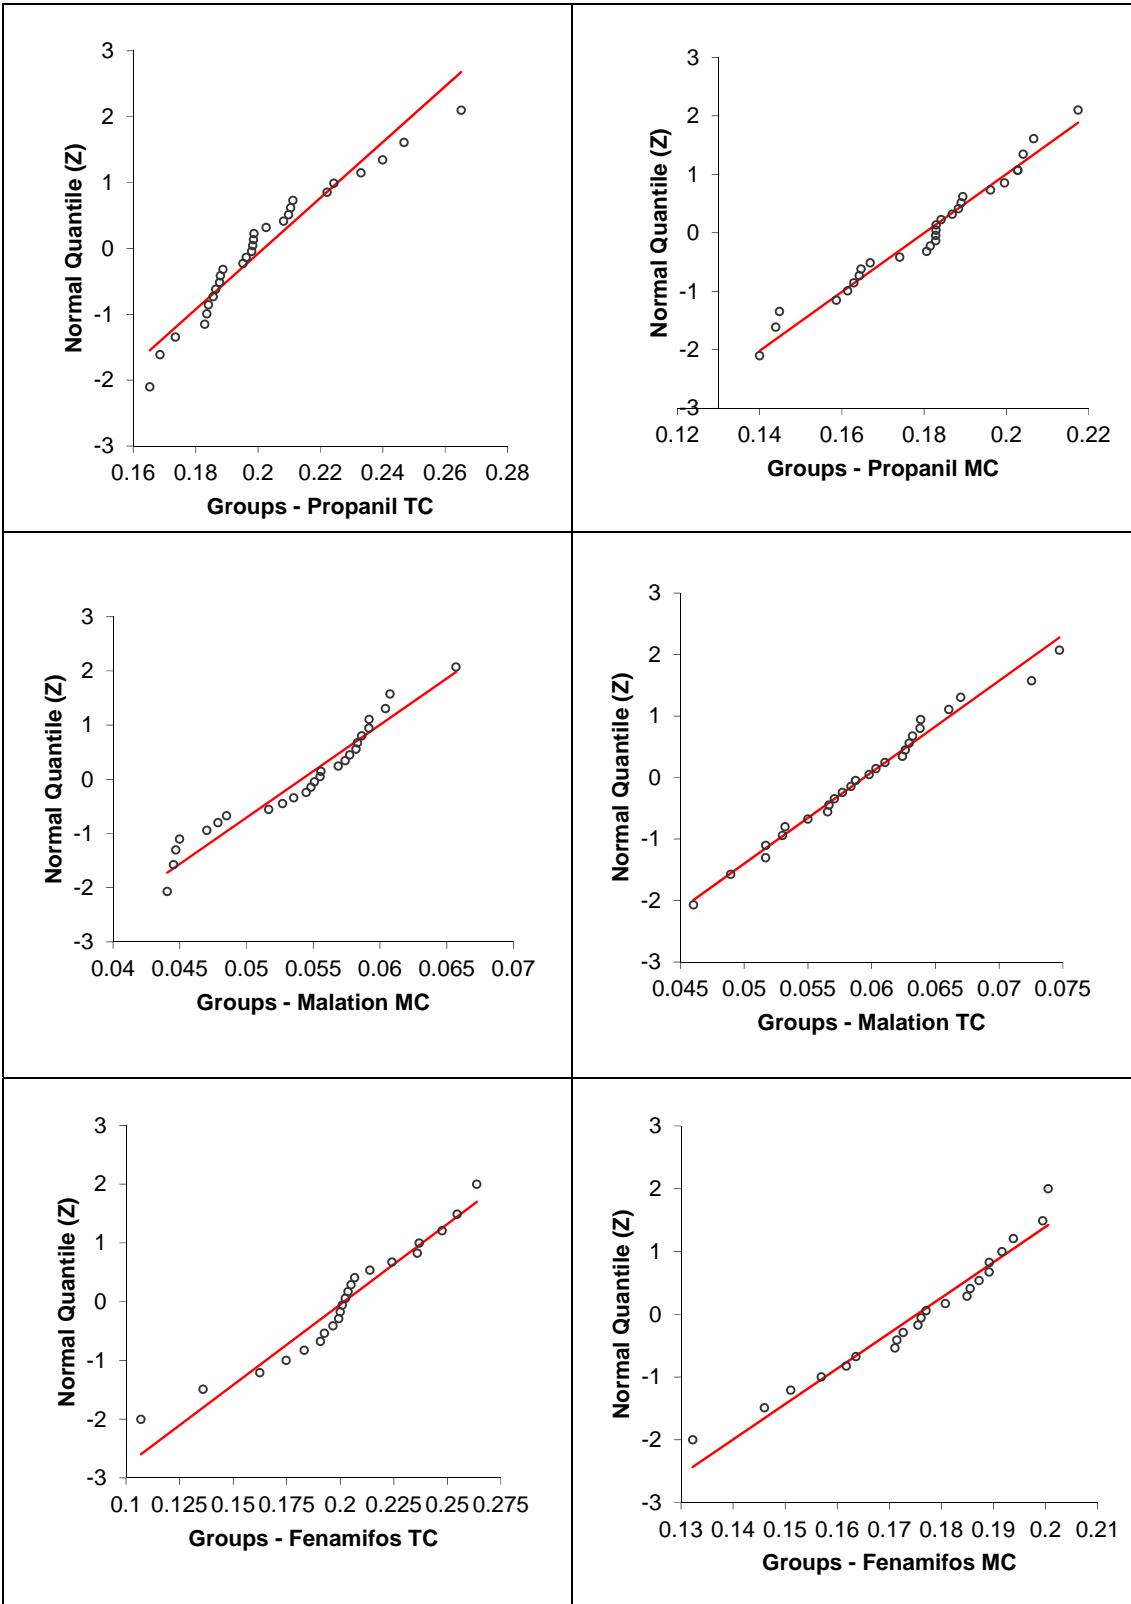 3
2
1
0
-1
-2
-3
Normal Quantile (Z)
0.16 0.18 0.2 0.22 0.24 0.26 0.28
Groups - Propanil TC
3
2
1
0
-1
-2
-3
Normal Quantile (Z)
0.12 0.14 0.16 0.18 0.2 0.22
Groups - Propanil MC
3
2
1
0
-1
-2
-3
Normal Quantile (Z)
0.04 0.045 0.05 0.055 0.06 0.065 0.07
Groups - Malation MC
3
2
1
0
-1
-2
-3
Normal Quantile (Z)
0.045 0.05 0.055 0.06 0.065 0.07 0.075
Groups - Malation TC
3
2
1
0
-1
-2
-3
Normal Quantile (Z)
0.1 0.125 0.15 0.175 0.2 0.225 0.25 0.275
Groups - Fenamifos TC
3
2
1
0
-1
-2
-3
Normal Quantile (Z)
0.13 0.14 0.15 0.16 0.17 0.18 0.19 0.2 0.21
Groups - Fenamifos MC